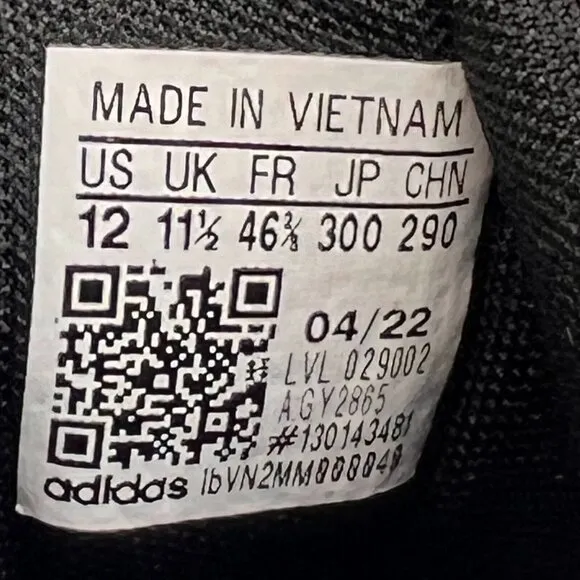 MADE IN VIETNAM
US UK FR JP CHN
12 11½ 46⅔ 300 290
04/22
LVL 029002
A.GY2865
#130143481
adidas